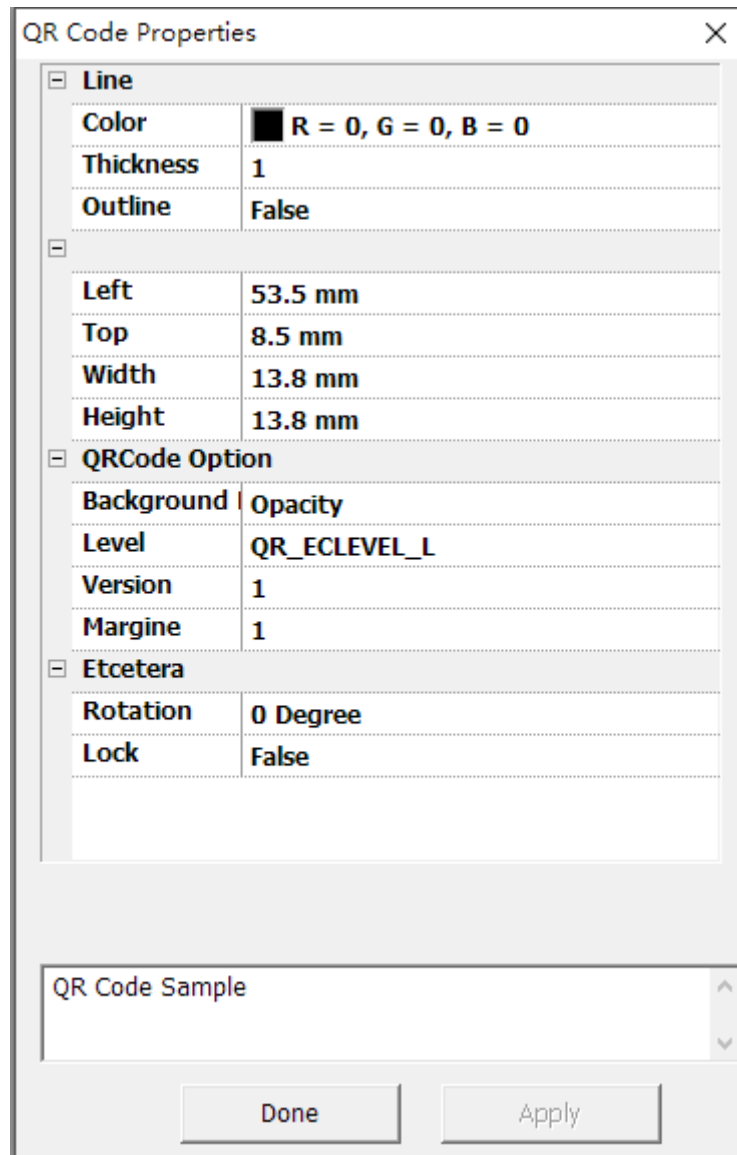 QR Code Properties
Line
Color R = 0, G = 0, B = 0
Thickness 1
Outline False
Left 53.5 mm
Top 8.5 mm
Width 13.8 mm
Height 13.8 mm
QRCode Option
Background Opacity
Level QR_ECLEVEL_L
Version 1
Margine 1
Etcetera
Rotation 0 Degree
Lock False
QR Code Sample
Done Apply